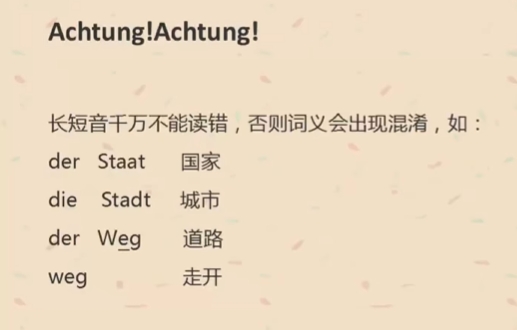 Achtung!Achtung!
长短音千万不能读错，否则词义会出现混淆，如：
der Staat 国家
die Stadt 城市
der Weg 道路
weg 走开